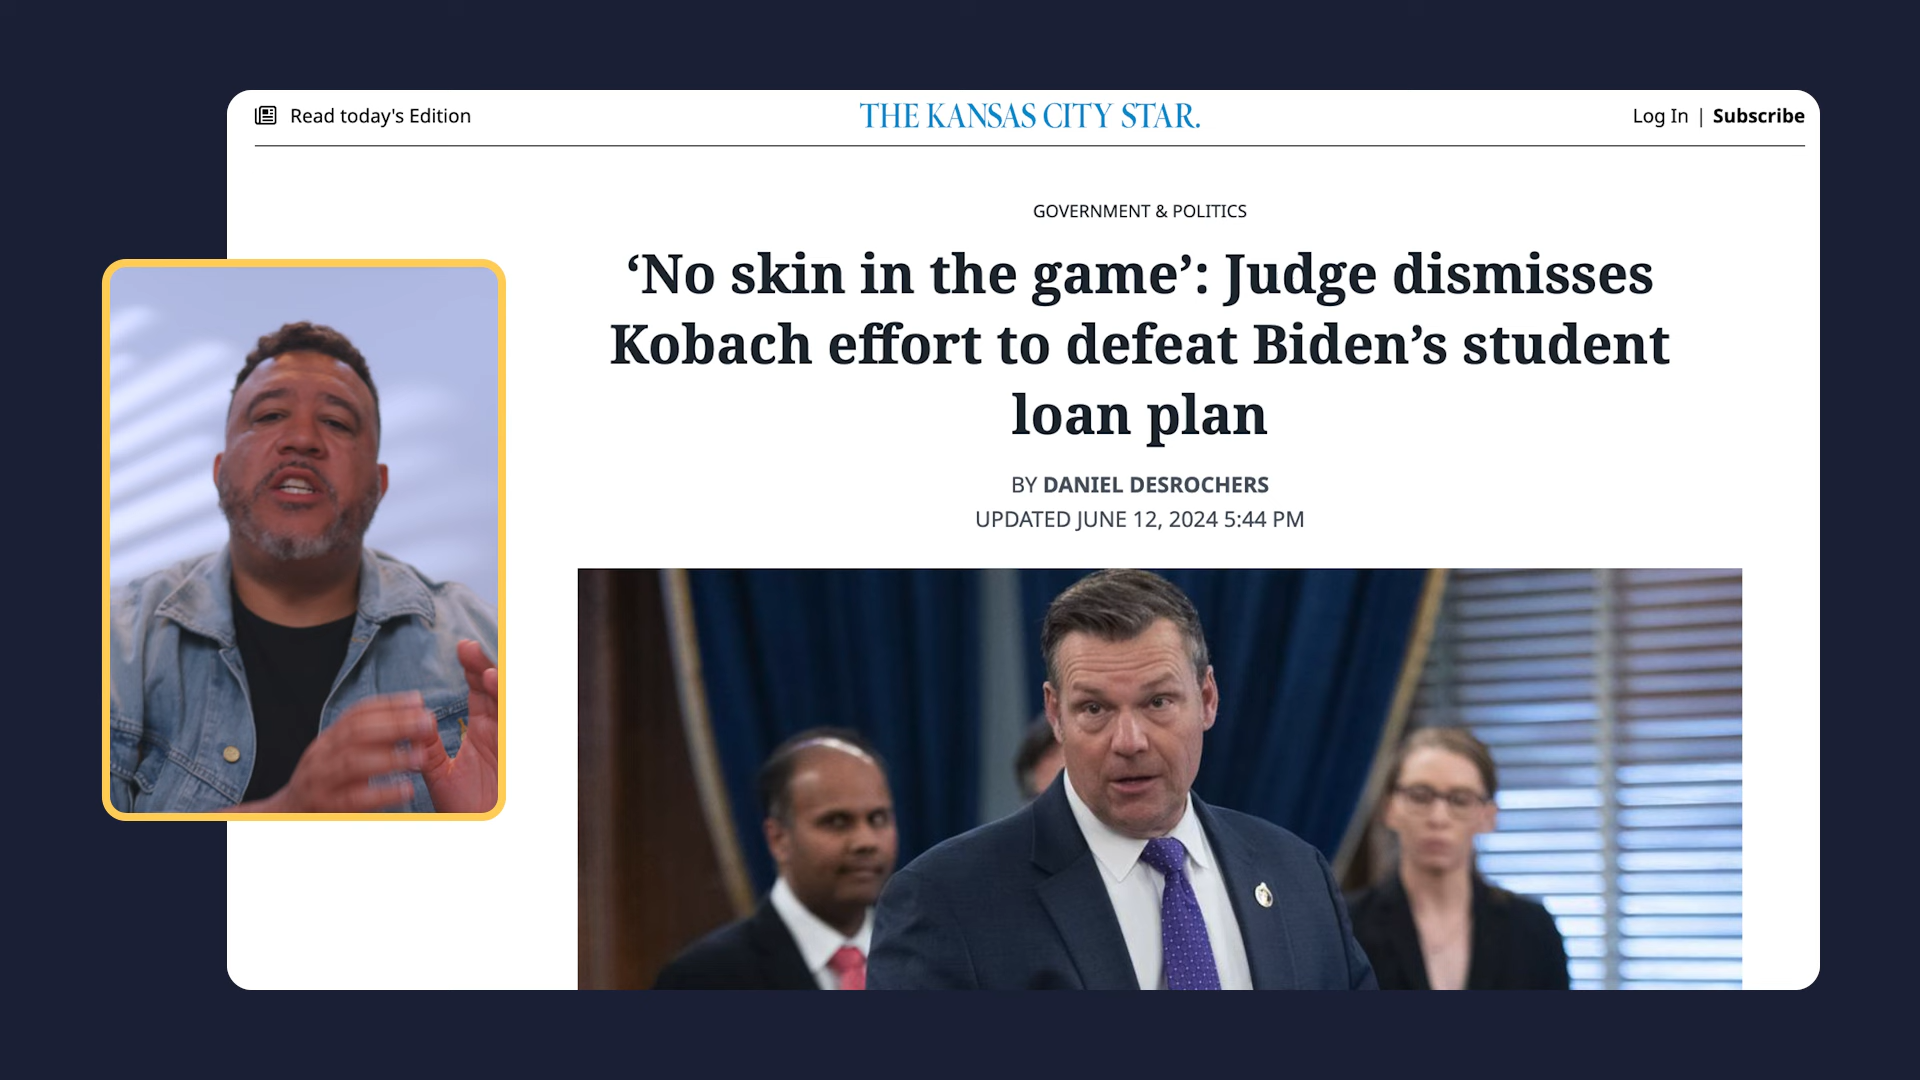 Read today's Edition
THE KANSAS CITY STAR.
Log In | Subscribe
GOVERNMENT & POLITICS
‘No skin in the game’: Judge dismisses
Kobach effort to defeat Biden’s student
loan plan
BY DANIEL DESROCHERS
UPDATED JUNE 12, 2024 5:44 PM